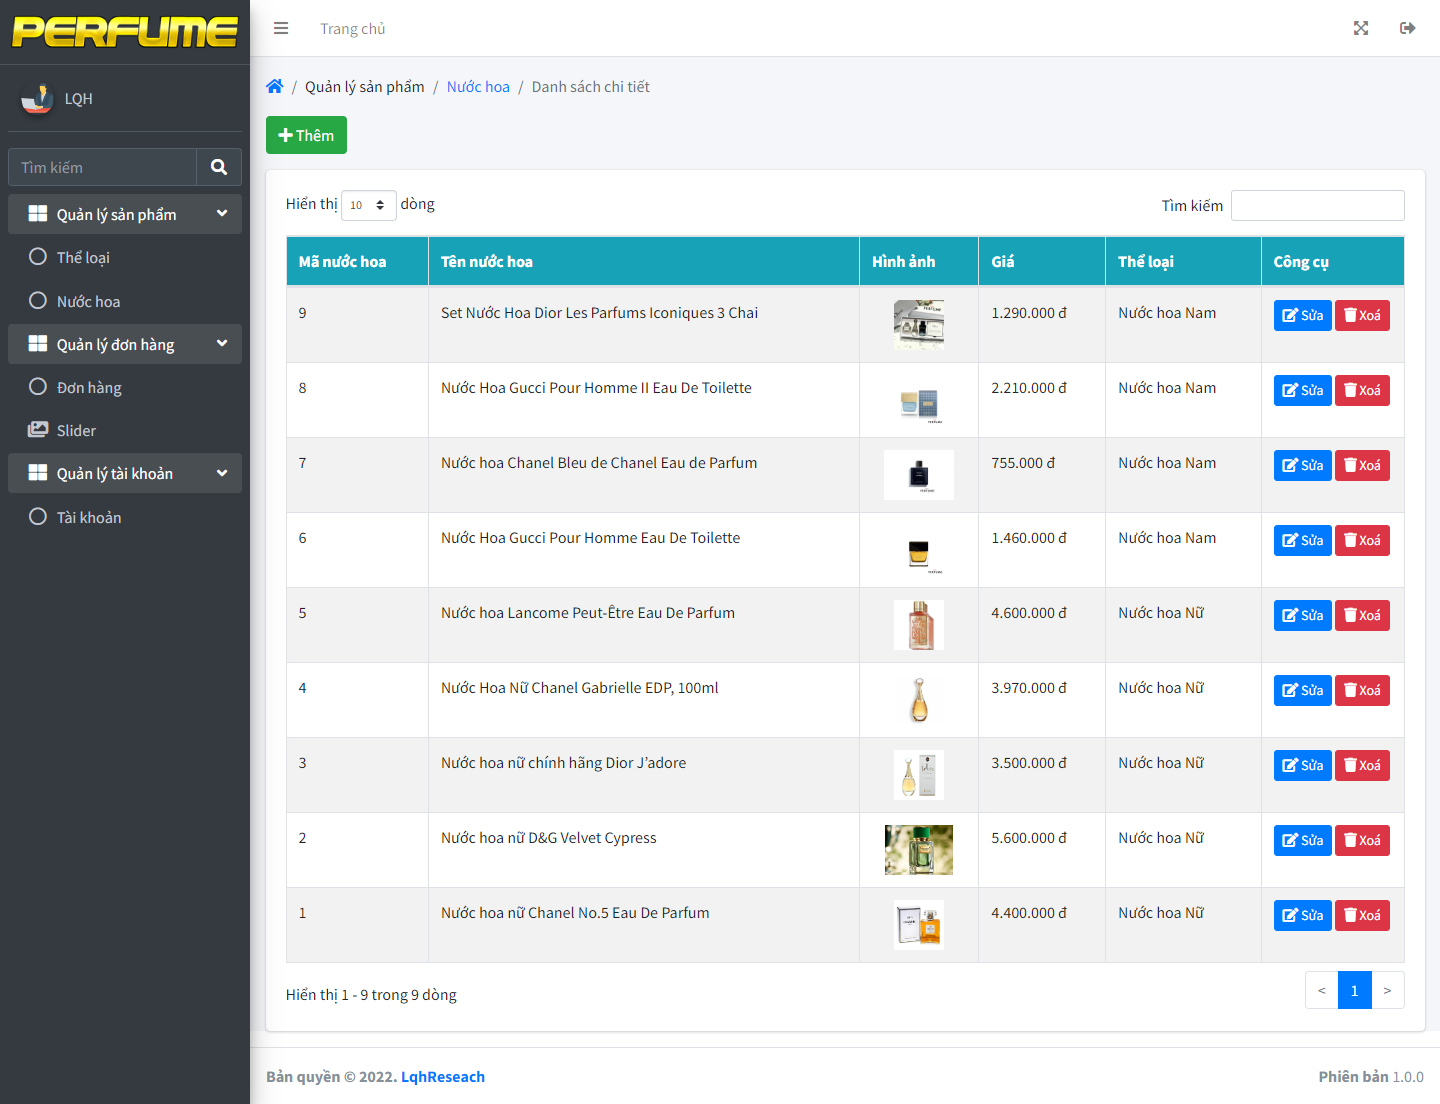 PERFUME
Trang chủ
LQH
Tìm kiếm
Quản lý sản phẩm
Thể loại
Nước hoa
Quản lý đơn hàng
Đơn hàng
Slider
Quản lý tài khoản
Tài khoản
/ Quản lý sản phẩm / Nước hoa / Danh sách chi tiết
Thêm
Hiển thị 10 dòng
Tìm kiếm
Mã nước hoa Tên nước hoa Hình ảnh Giá Thể loại Công cụ
9 Set Nước Hoa Dior Les Parfums Iconiques 3 Chai 1.290.000 đ Nước hoa Nam Sửa Xoá
8 Nước Hoa Gucci Pour Homme II Eau De Toilette 2.210.000 đ Nước hoa Nam Sửa Xoá
7 Nước hoa Chanel Bleu de Chanel Eau de Parfum 755.000 đ Nước hoa Nam Sửa Xoá
6 Nước Hoa Gucci Pour Homme Eau De Toilette 1.460.000 đ Nước hoa Nam Sửa Xoá
5 Nước hoa Lancome Peut-Être Eau De Parfum 4.600.000 đ Nước hoa Nữ Sửa Xoá
4 Nước Hoa Nữ Chanel Gabrielle EDP, 100ml 3.970.000 đ Nước hoa Nữ Sửa Xoá
3 Nước hoa nữ chính hãng Dior J’adore 3.500.000 đ Nước hoa Nữ Sửa Xoá
2 Nước hoa nữ D&G Velvet Cypress 5.600.000 đ Nước hoa Nữ Sửa Xoá
1 Nước hoa nữ Chanel No.5 Eau De Parfum 4.400.000 đ Nước hoa Nữ Sửa Xoá
Hiển thị 1 - 9 trong 9 dòng
< 1 >
Bản quyền © 2022. LqhReseach
Phiên bản 1.0.0